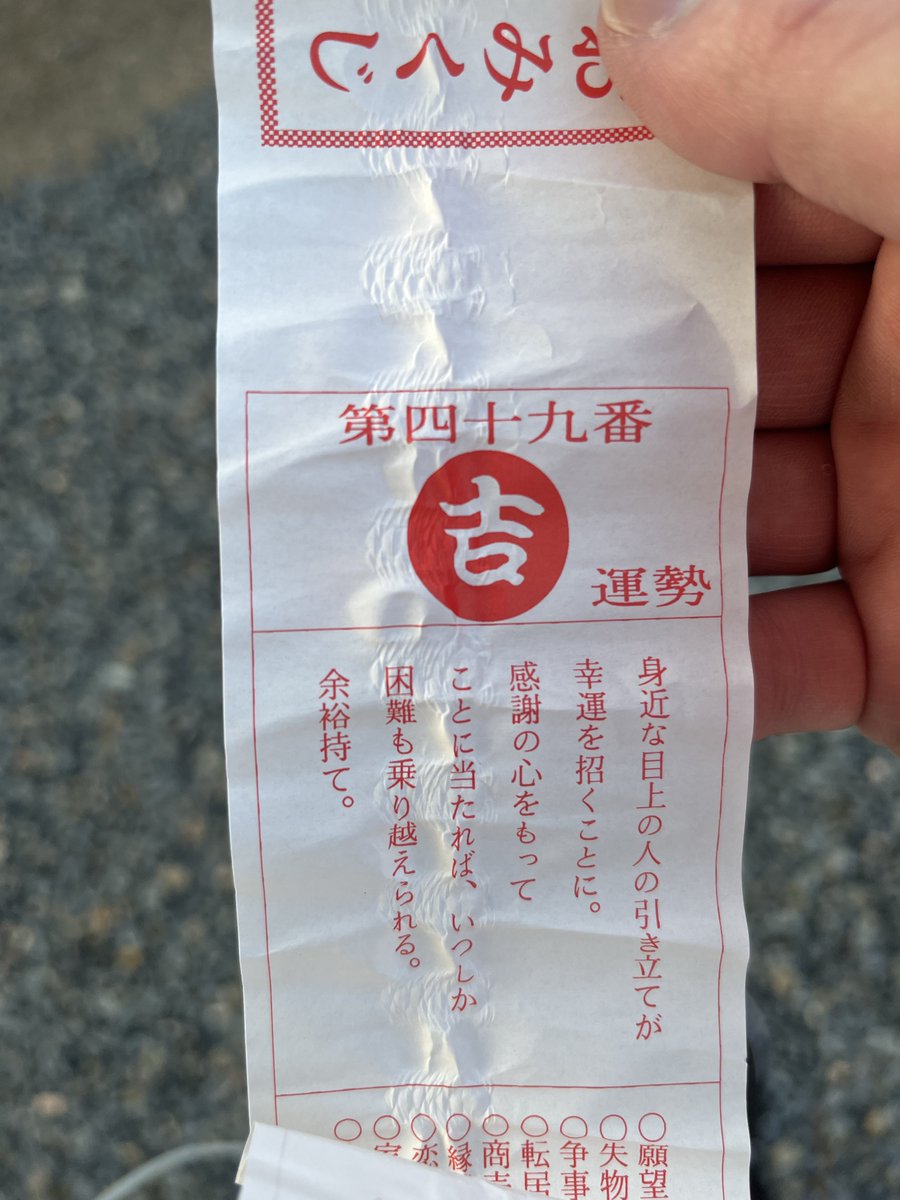 おみくじ
第四十九番
吉
運勢
身近な目上の人の引き立てが
幸運を招くことに。
感謝の心をもって
ことに当たれば、いつしか
困難も乗り越えられる。
余裕持て。
○願望
○失物
○争事
○転居
○商売
○縁
○恋
○
○